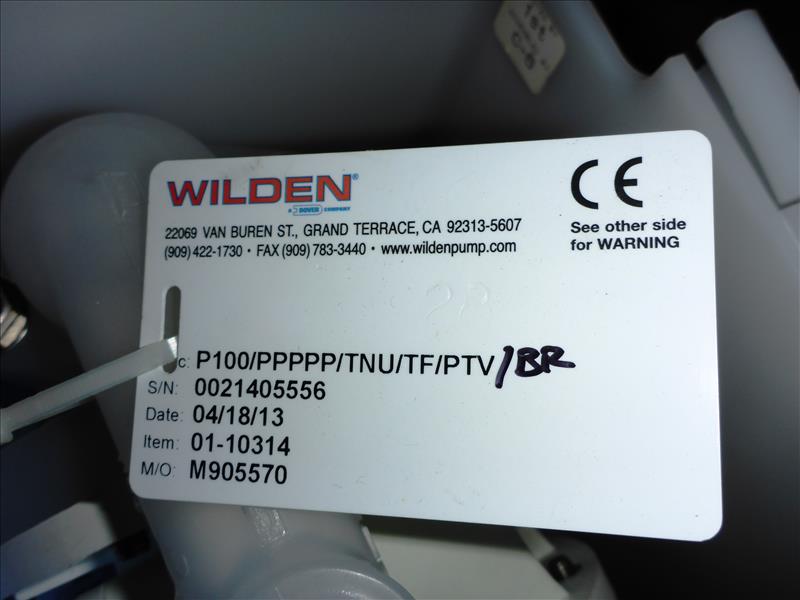 WILDEN®
A DOVER COMPANY
22069 VAN BUREN ST., GRAND TERRACE, CA 92313-5607
(909) 422-1730 • FAX (909) 783-3440 • www.wildenpump.com
CE
See other side
for WARNING
c: P100/PPPPP/TNU/TF/PTV/BR
S/N: 0021405556
Date: 04/18/13
Item: 01-10314
M/O: M905570